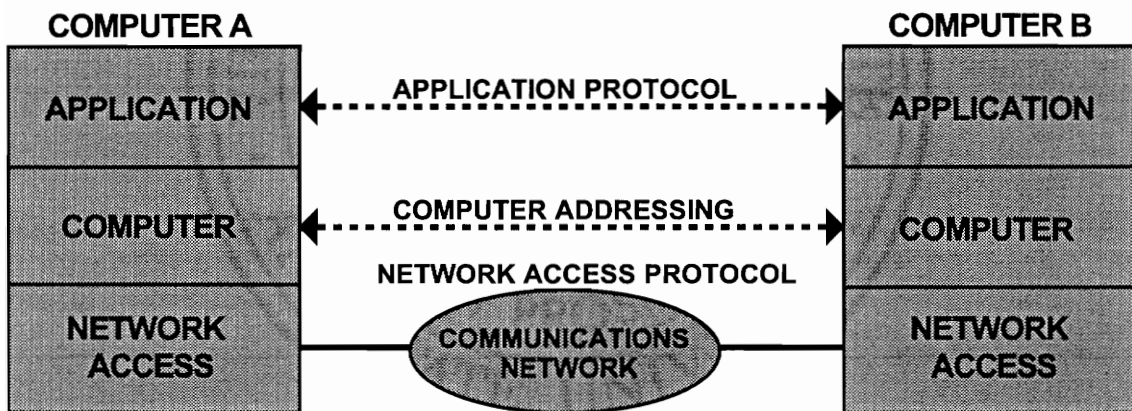 COMPUTER A
COMPUTER B
APPLICATION
APPLICATION PROTOCOL
APPLICATION
COMPUTER
COMPUTER ADDRESSING
COMPUTER
NETWORK ACCESS PROTOCOL
NETWORK
ACCESS
COMMUNICATIONS
NETWORK
NETWORK
ACCESS